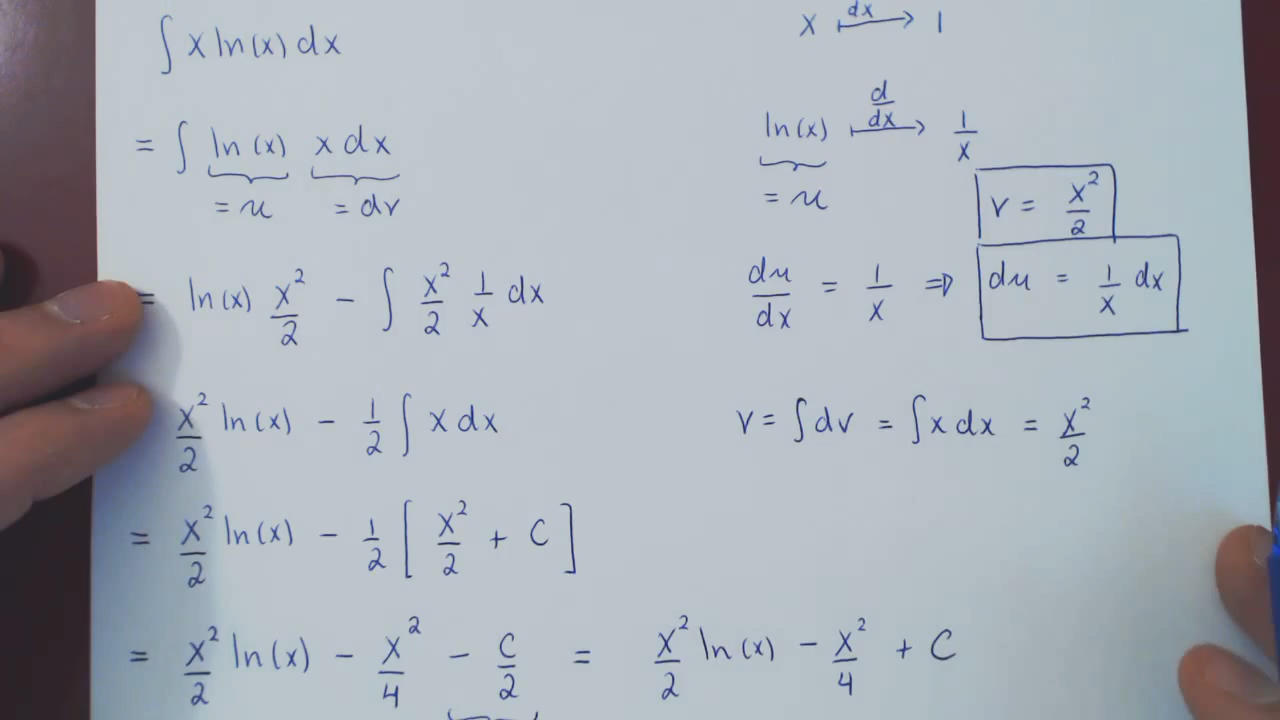 ∫ x ln(x) dx
= ∫ ln(x) x dx
= u = dv
= ln(x) x²/2 − ∫ x²/2 1/x dx
x²/2 ln(x) − 1/2 ∫ x dx
= x²/2 ln(x) − 1/2 [ x²/2 + C ]
= x²/2 ln(x) − x²/4 − C/2 = x²/2 ln(x) − x²/4 + C
x ↦ dx 1
ln(x) ↦ d/dx 1/x
= u
v = x²/2
du/dx = 1/x ⇒ du = 1/x dx
v = ∫ dv = ∫ x dx = x²/2